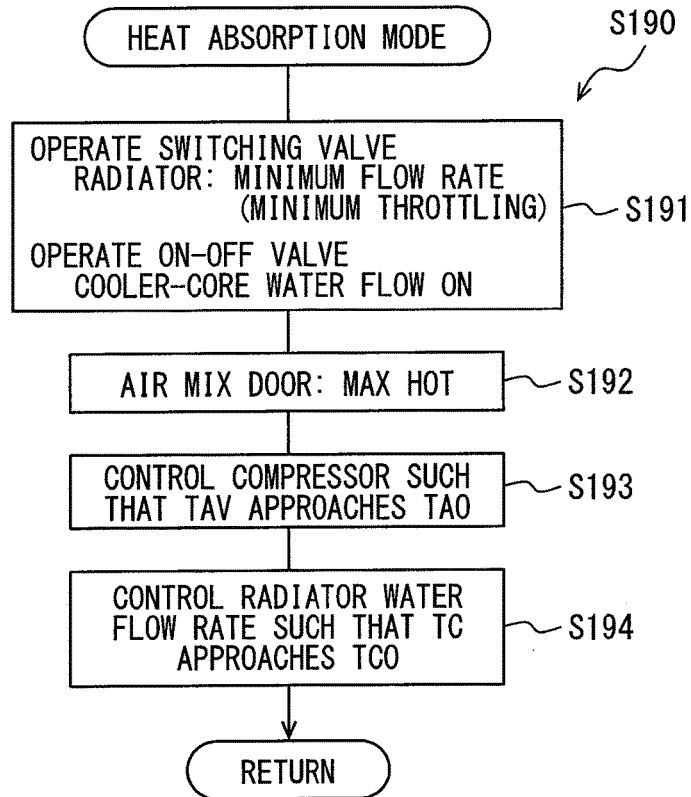 HEAT ABSORPTION MODE
S190
OPERATE SWITCHING VALVE
RADIATOR: MINIMUM FLOW RATE
(MINIMUM THROTTLING)
OPERATE ON-OFF VALVE
COOLER-CORE WATER FLOW ON
S191
AIR MIX DOOR: MAX HOT
S192
CONTROL COMPRESSOR SUCH
THAT TAV APPROACHES TAO
S193
CONTROL RADIATOR WATER
FLOW RATE SUCH THAT TC
APPROACHES TCO
S194
RETURN